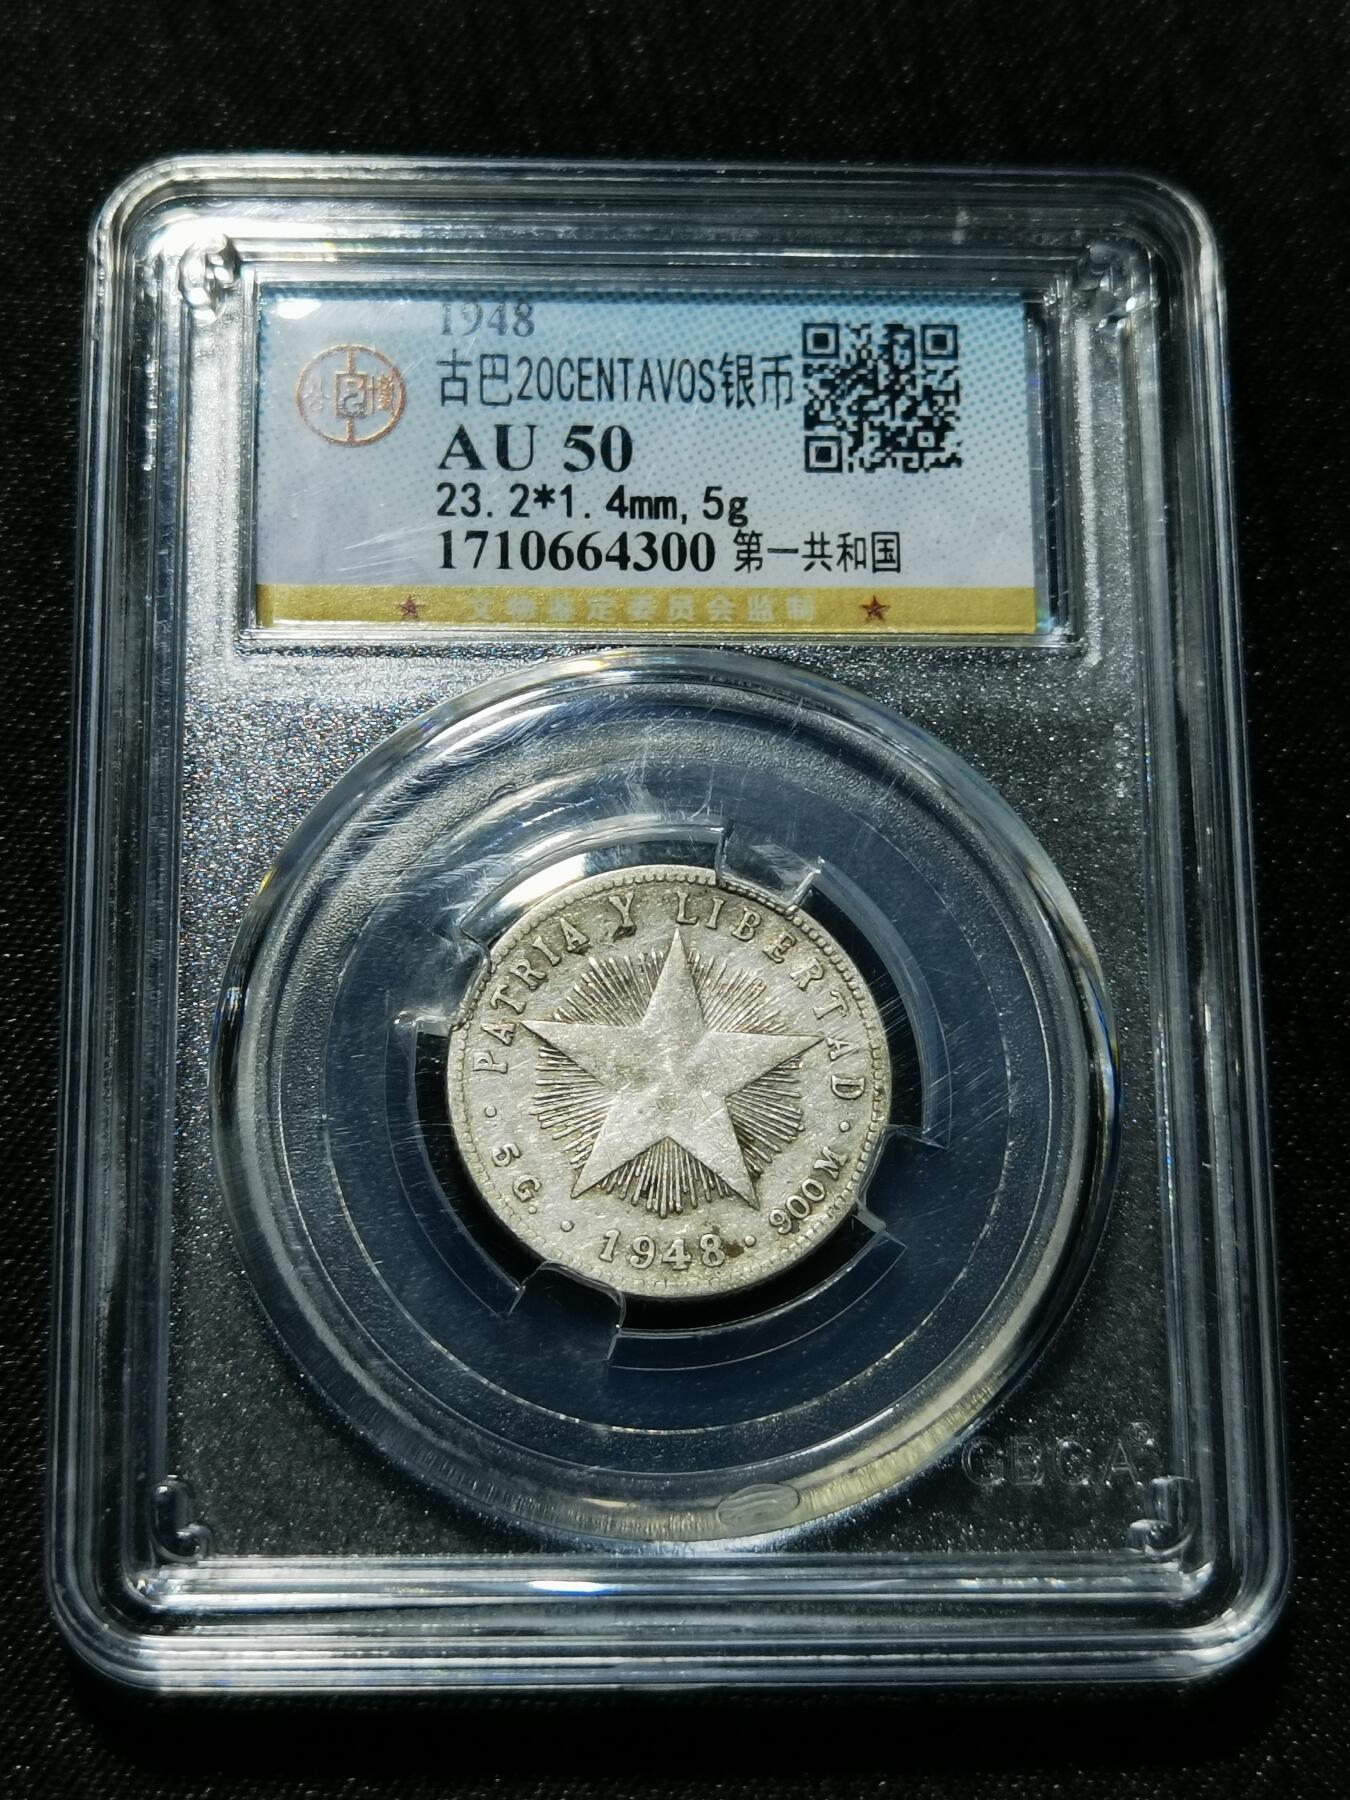 1948
古巴20CENTAVOS银币
AU 50
23.2*1.4mm,5g
1710664300 第一共和国
★ 文物鉴定委员会监制 ★
PATRIA Y LIBERTAD
· 5G. · 1948 · 900M ·
GBCA®